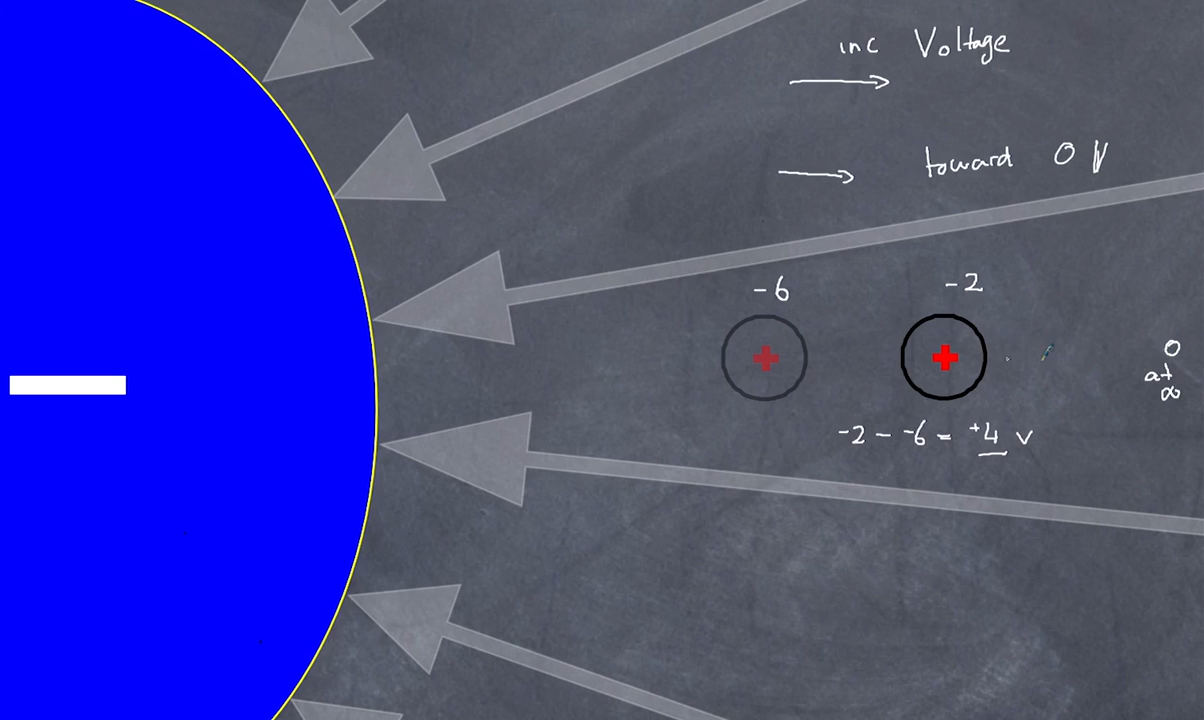 inc Voltage
toward 0 V
-6
-2
0
at
∞
-2 - -6 = +4 v